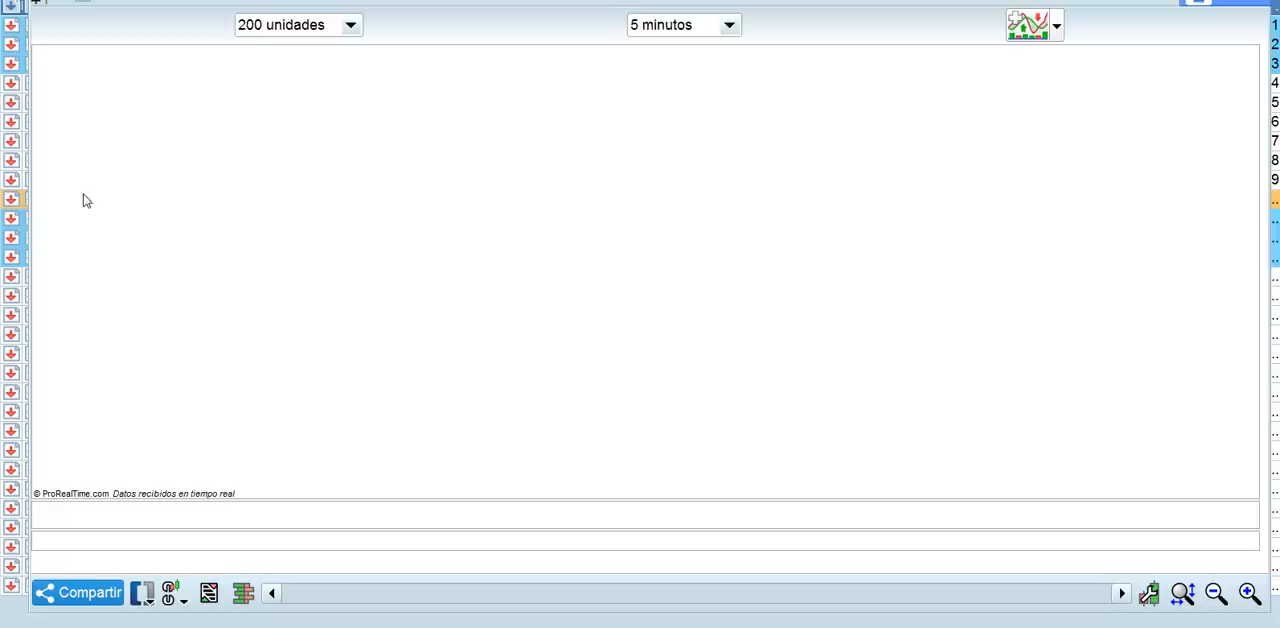 200 unidades
5 minutos
1
2
3
4
5
6
7
8
9
© ProRealTime.com Datos recibidos en tiempo real
Compartir